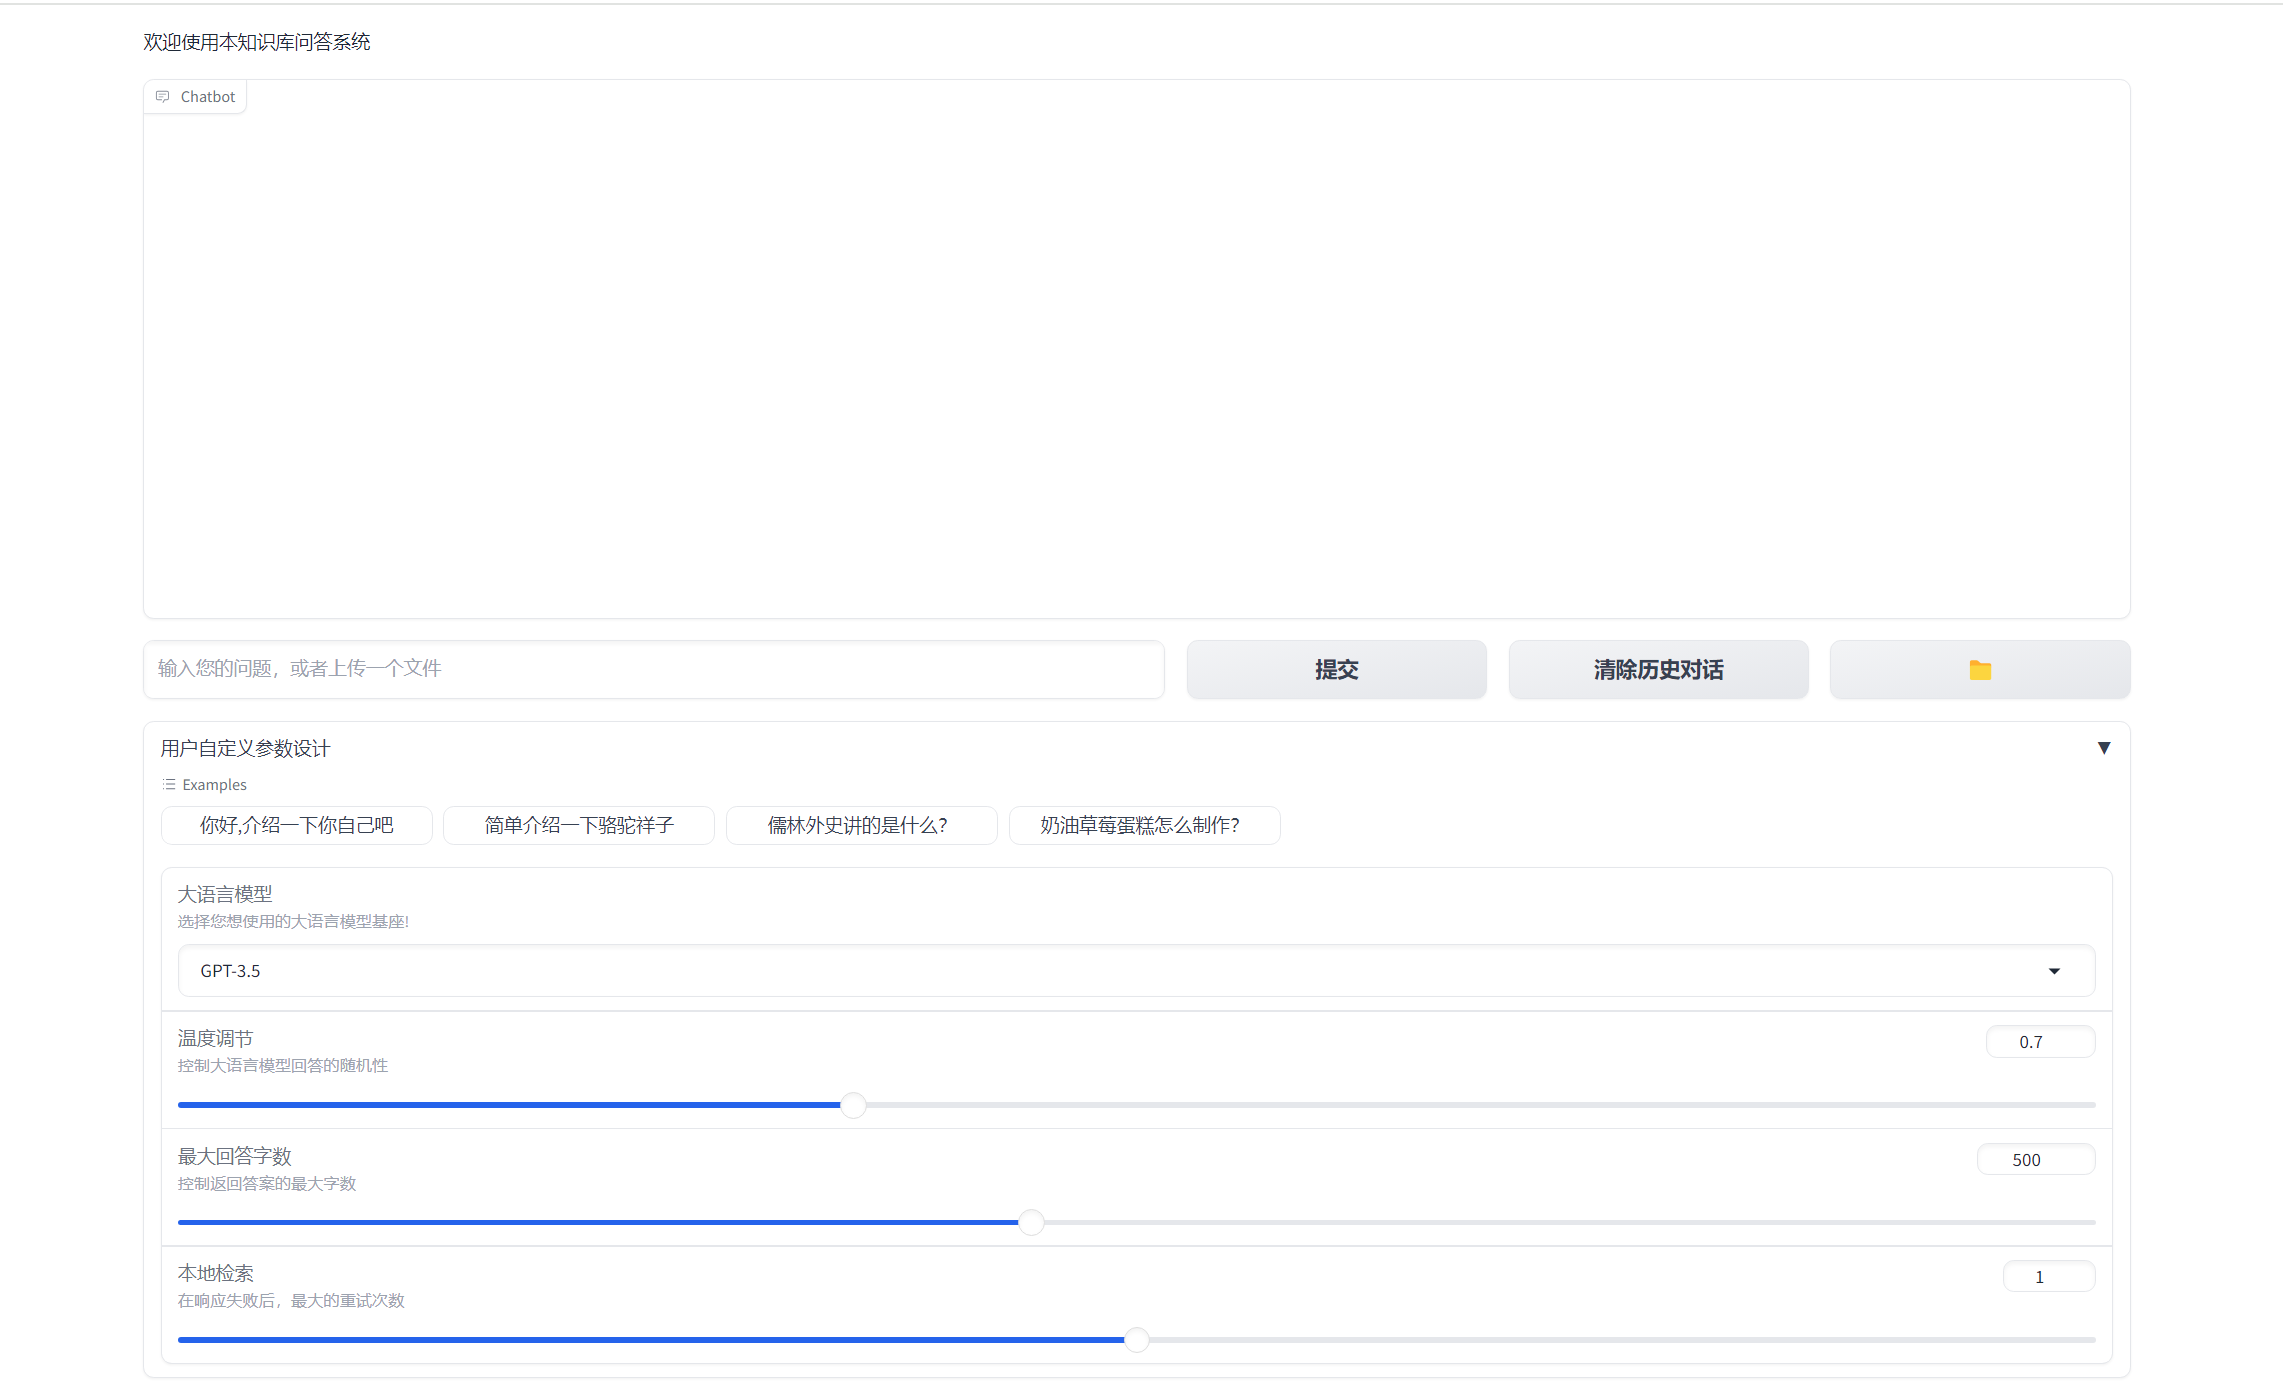 欢迎使用本知识库问答系统
Chatbot
输入您的问题，或者上传一个文件
提交
清除历史对话
用户自定义参数设计
▼
Examples
你好,介绍一下你自己吧
简单介绍一下骆驼祥子
儒林外史讲的是什么？
奶油草莓蛋糕怎么制作？
大语言模型
选择您想使用的大语言模型基座!
GPT-3.5
温度调节
0.7
控制大语言模型回答的随机性
最大回答字数
500
控制返回答案的最大字数
本地检索
1
在响应失败后，最大的重试次数